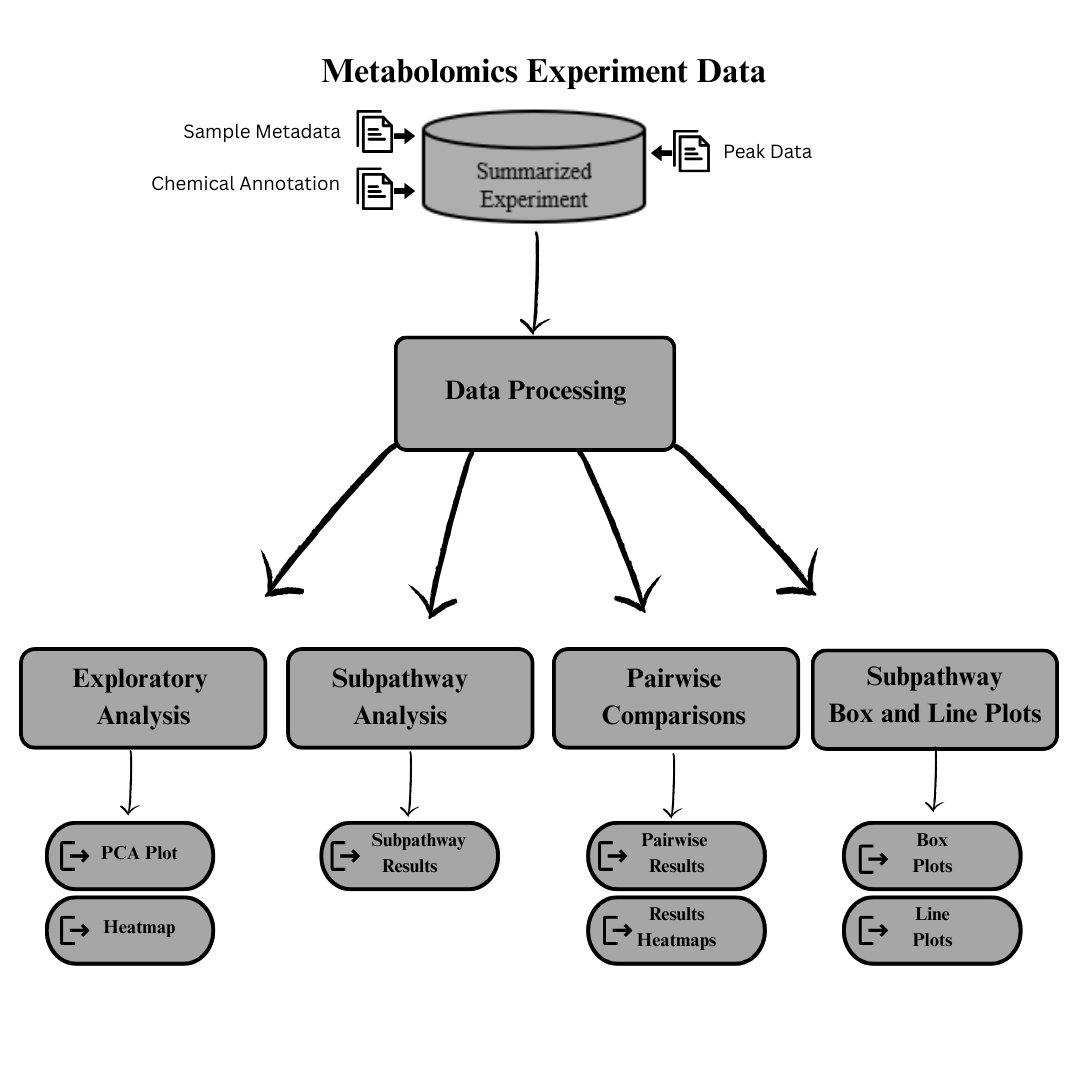 Metabolomics Experiment Data
Sample Metadata
Chemical Annotation
Peak Data
Summarized
Experiment
Data Processing
Exploratory
Analysis
Subpathway
Analysis
Pairwise
Comparisons
Subpathway
Box and Line Plots
PCA Plot
Heatmap
Subpathway
Results
Pairwise
Results
Results
Heatmaps
Box
Plots
Line
Plots